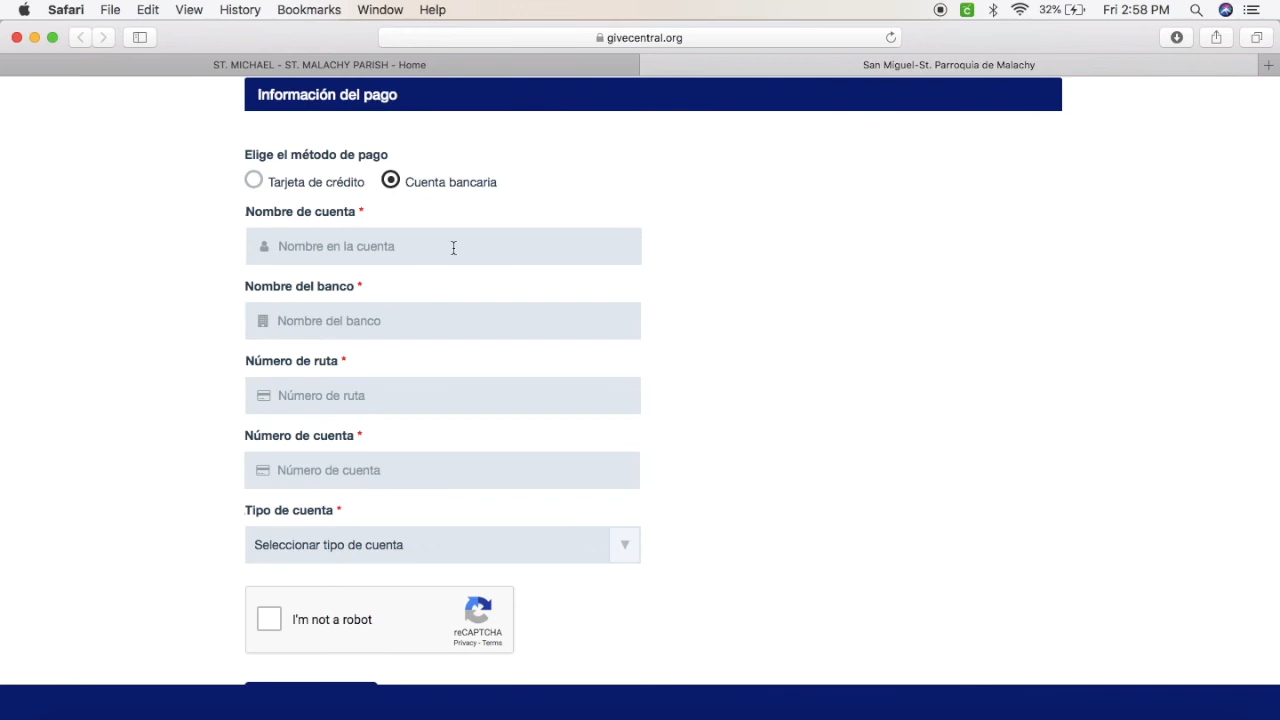 Safari File Edit View History Bookmarks Window Help
C 32% Fri 2:58 PM
givecentral.org
ST. MICHAEL - ST. MALACHY PARISH - Home
San Miguel-St. Parroquia de Malachy
Información del pago
Elige el método de pago
Tarjeta de crédito Cuenta bancaria
Nombre de cuenta *
Nombre en la cuenta
Nombre del banco *
Nombre del banco
Número de ruta *
Número de ruta
Número de cuenta *
Número de cuenta
Tipo de cuenta *
Seleccionar tipo de cuenta
I'm not a robot
reCAPTCHA
Privacy - Terms